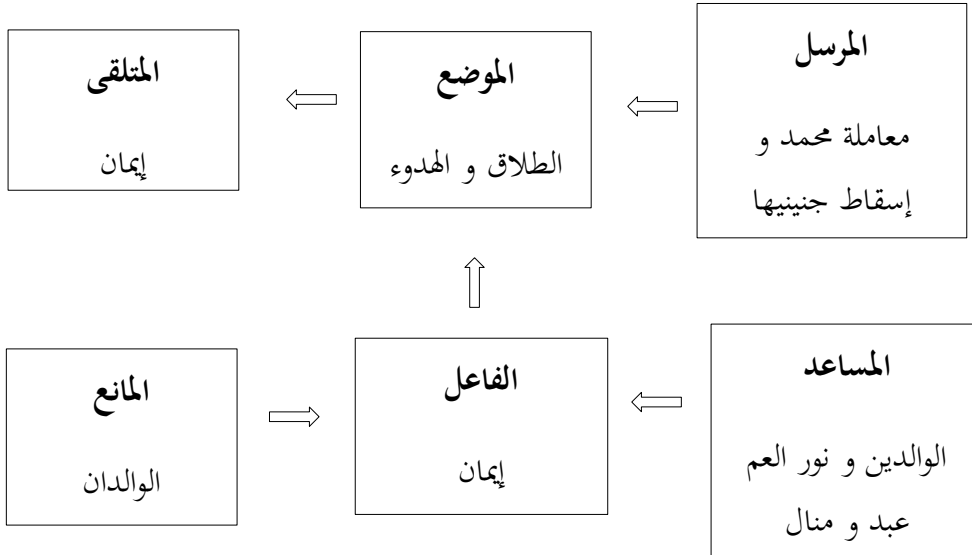 المرسل
معاملة محمد و
إسقاط جنينيها
الموضع
الطلاق و الهدوء
المتلقى
إيمان
المساعد
الوالدين و نور العم
عبد و منال
الفاعل
إيمان
المانع
الوالدان